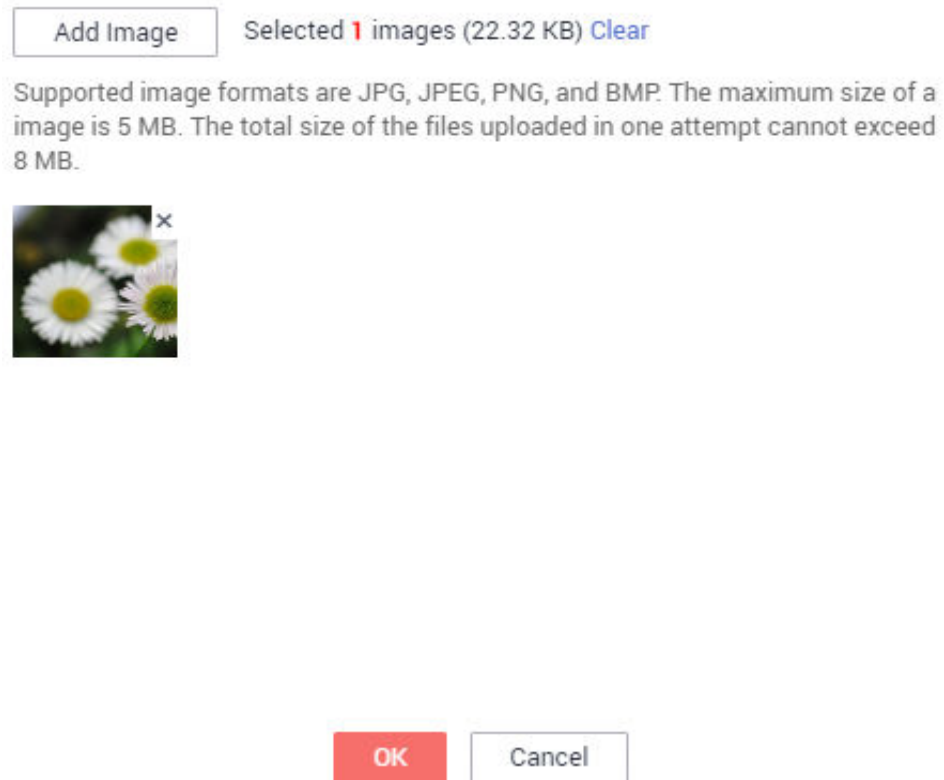 Add Image Selected 1 images (22.32 KB) Clear
Supported image formats are JPG, JPEG, PNG, and BMP. The maximum size of a
image is 5 MB. The total size of the files uploaded in one attempt cannot exceed
8 MB.
OK Cancel